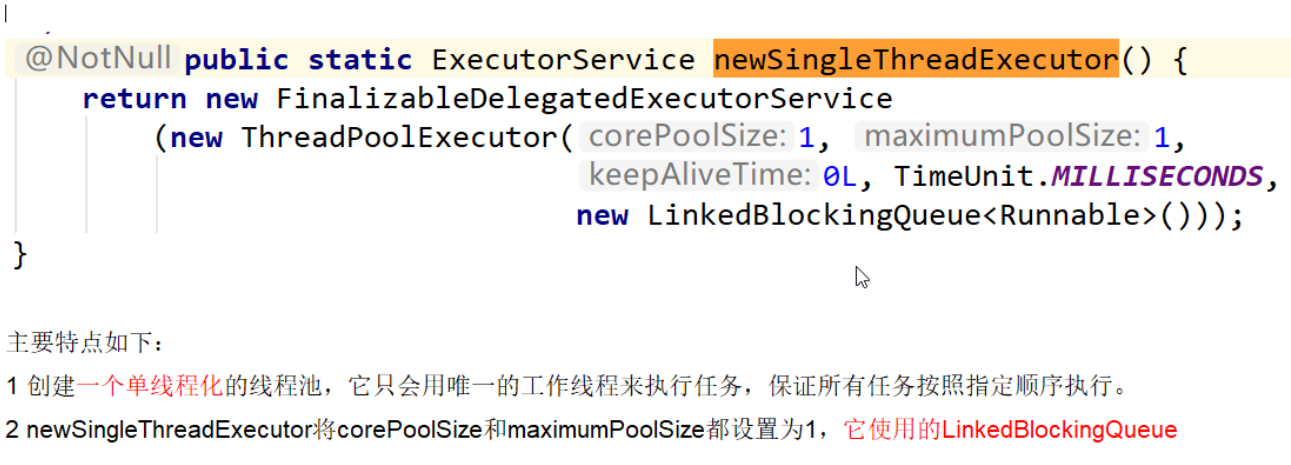 @NotNull public static ExecutorService newSingleThreadExecutor() {
return new FinalizableDelegatedExecutorService
(new ThreadPoolExecutor( corePoolSize: 1, maximumPoolSize: 1,
keepAliveTime: 0L, TimeUnit.MILLISECONDS,
new LinkedBlockingQueue<Runnable>()));
}
主要特点如下：
1 创建一个单线程化的线程池，它只会用唯一的工作线程来执行任务，保证所有任务按照指定顺序执行。
2 newSingleThreadExecutor将corePoolSize和maximumPoolSize都设置为1，它使用的LinkedBlockingQueue